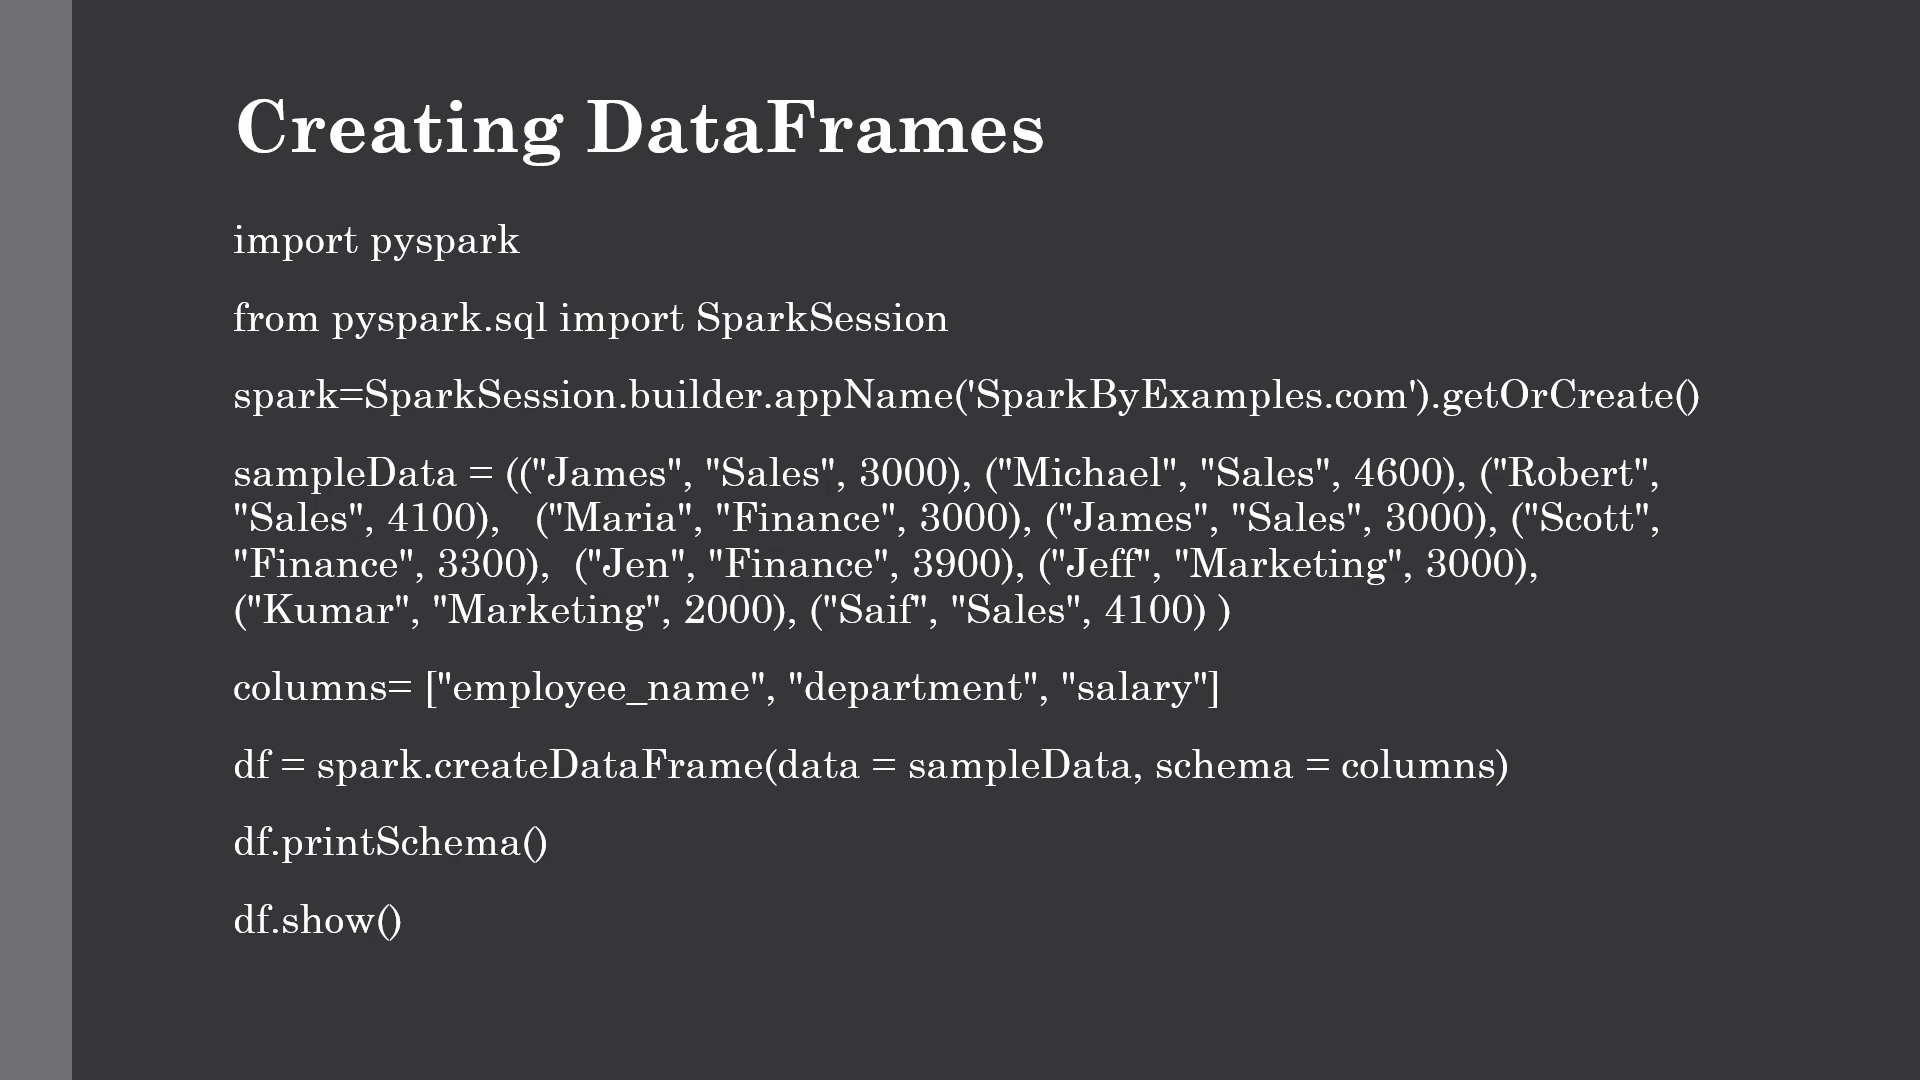 Creating DataFrames
import pyspark
from pyspark.sql import SparkSession
spark=SparkSession.builder.appName('SparkByExamples.com').getOrCreate()
sampleData = (("James", "Sales", 3000), ("Michael", "Sales", 4600), ("Robert",
"Sales", 4100),   ("Maria", "Finance", 3000), ("James", "Sales", 3000), ("Scott",
"Finance", 3300),  ("Jen", "Finance", 3900), ("Jeff", "Marketing", 3000),
("Kumar", "Marketing", 2000), ("Saif", "Sales", 4100) )
columns= ["employee_name", "department", "salary"]
df = spark.createDataFrame(data = sampleData, schema = columns)
df.printSchema()
df.show()